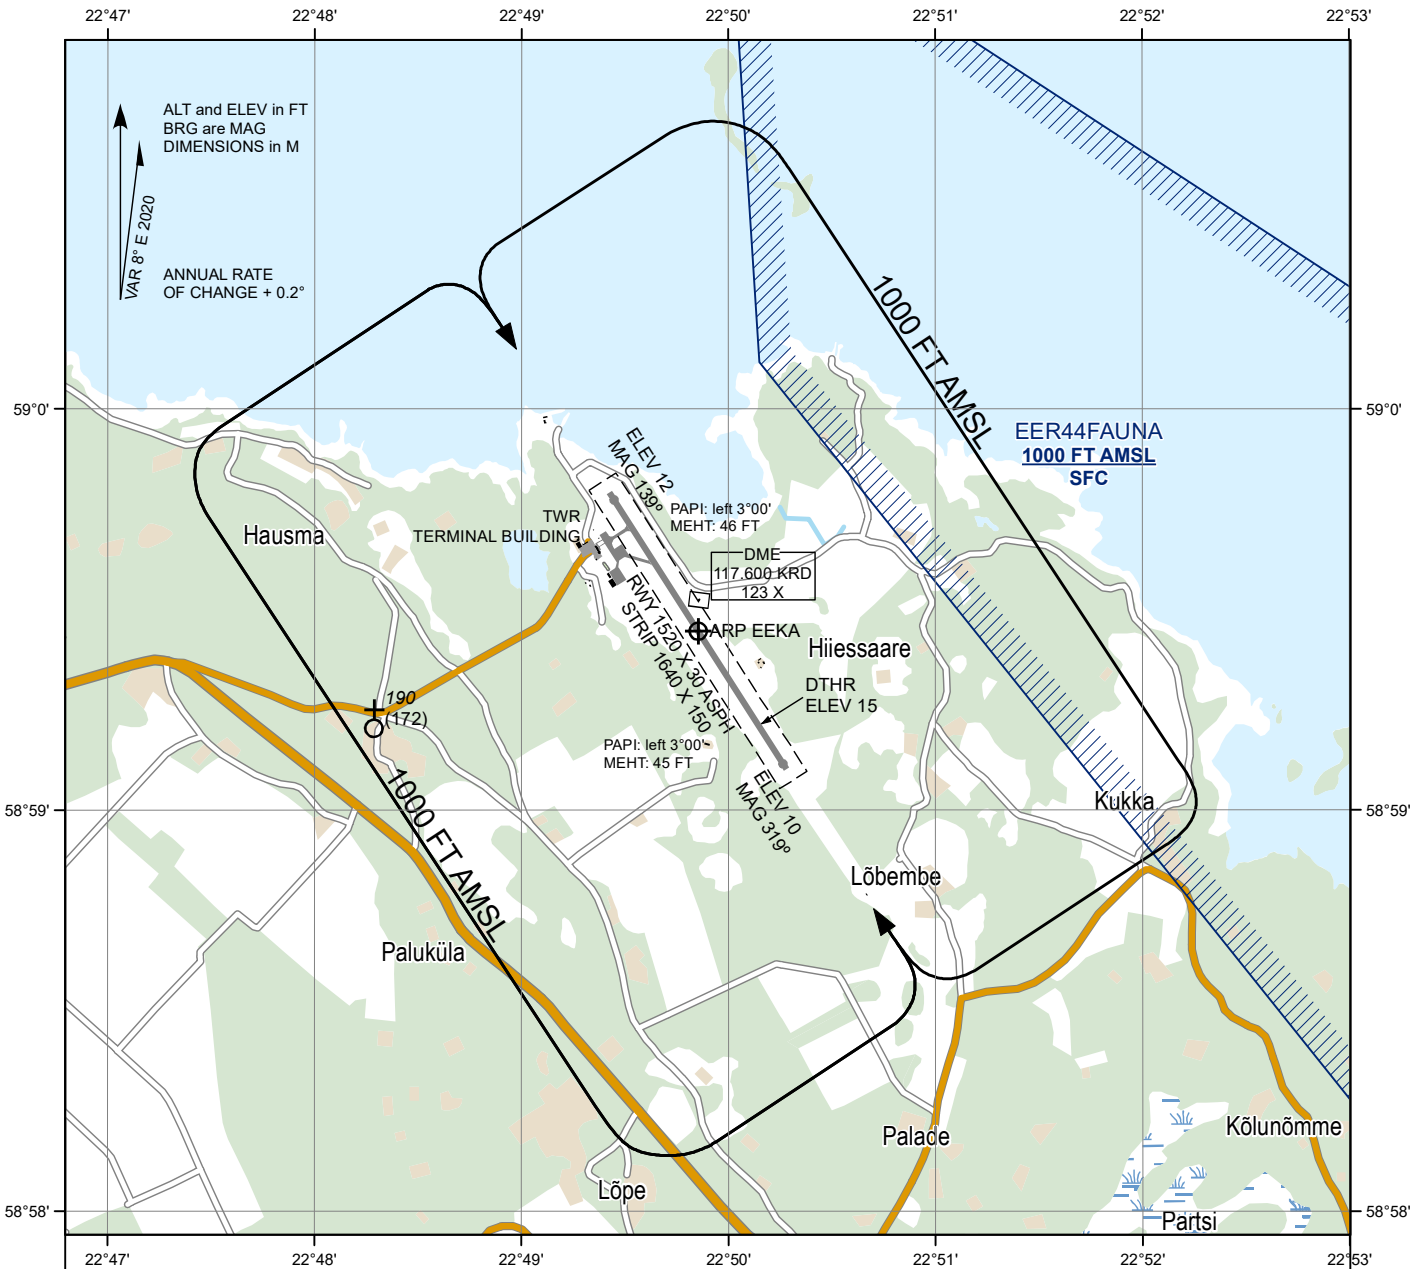 22°47'
22°48'
22°49'
22°50'
22°51'
22°52'
22°53'
ALT and ELEV in FT
BRG are MAG
DIMENSIONS in M
VAR 8° E 2020
ANNUAL RATE
OF CHANGE + 0.2°
1000 FT AMSL
59°0'
59°0'
EER44FAUNA
1000 FT AMSL
SFC
ELEV 12
MAG 139º
PAPI: left 3°00'
MEHT: 46 FT
TWR
TERMINAL BUILDING
Hausma
DME
117.600 KRD
123 X
RWY 1520 X 30 ASPH
STRIP 1640 X 150
ARP EEKA
Hiiessaare
DTHR
ELEV 15
190
(172)
PAPI: left 3°00'
MEHT: 45 FT
ELEV 10
MAG 319º
58°59'
58°59'
Kukka
1000 FT AMSL
Lõbembe
Paluküla
Palade
Kõlunõmme
Lõpe
Partsi
58°58'
58°58'
22°47'
22°48'
22°49'
22°50'
22°51'
22°52'
22°53'